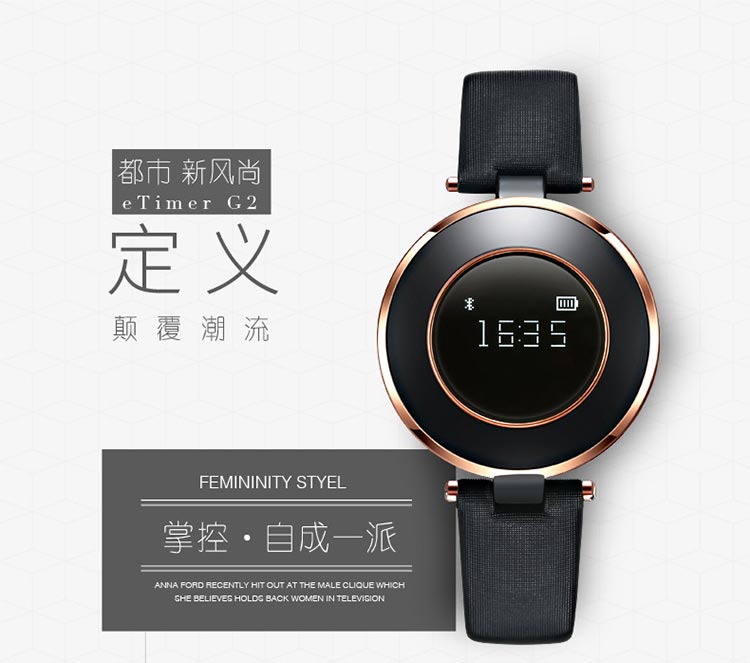 都市 新风尚
eTimer G2
定义
颠覆潮流
16:35
FEMININITY STYEL
掌控·自成一派
ANNA FORD RECENTLY HIT OUT AT THE MALE CLIQUE WHICH
SHE BELIEVES HOLDS BACK WOMEN IN TELEVISION